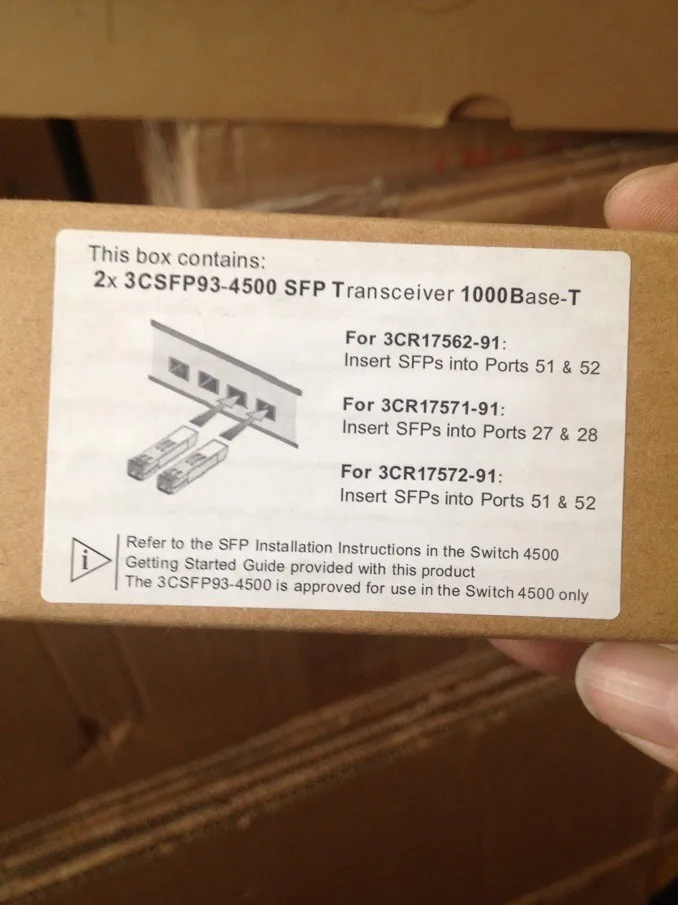 This box contains:
2x 3CSFP93-4500 SFP Transceiver 1000Base-T
For 3CR17562-91:
Insert SFPs into Ports 51 & 52
For 3CR17571-91:
Insert SFPs into Ports 27 & 28
For 3CR17572-91:
Insert SFPs into Ports 51 & 52
i
Refer to the SFP Installation Instructions in the Switch 4500
Getting Started Guide provided with this product
The 3CSFP93-4500 is approved for use in the Switch 4500 only